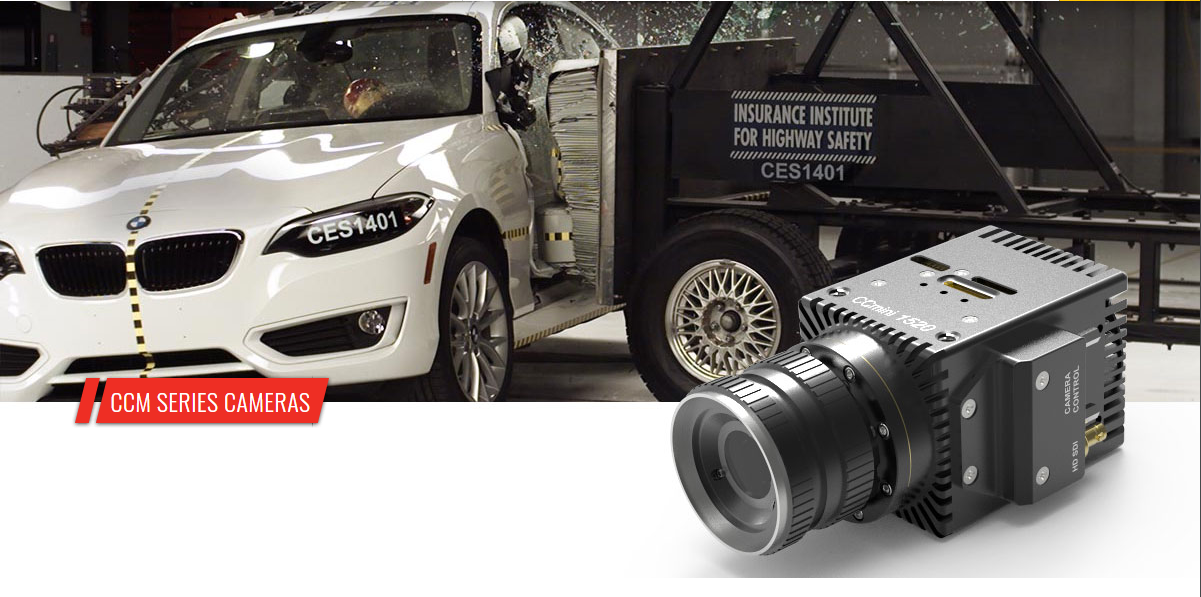 INSURANCE INSTITUTE
FOR HIGHWAY SAFETY
CES1401
CES1401
CCM SERIES CAMERAS
CCmini 1520
CAMERA
CONTROL
HD SDI